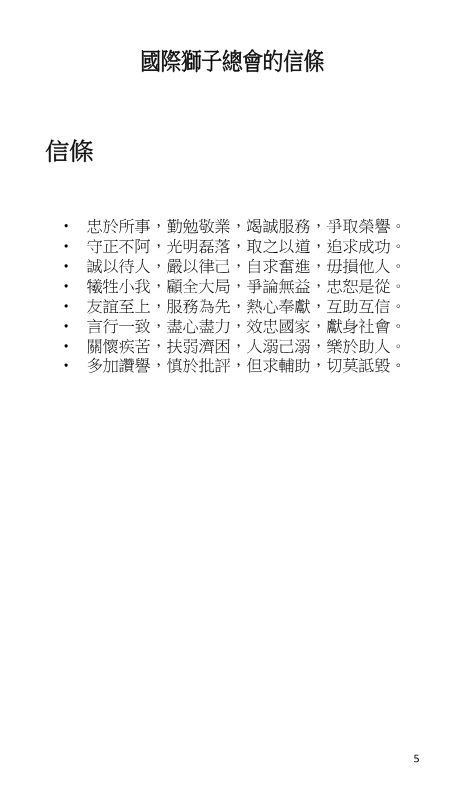 國際獅子總會的信條
信條
• 忠於所事，勤勉敬業，竭誠服務，爭取榮譽。
• 守正不阿，光明磊落，取之以道，追求成功。
• 誠以待人，嚴以律己，自求奮進，毋損他人。
• 犧牲小我，顧全大局，爭論無益，忠恕是從。
• 友誼至上，服務為先，熱心奉獻，互助互信。
• 言行一致，盡心盡力，效忠國家，獻身社會。
• 關懷疾苦，扶弱濟困，人溺己溺，樂於助人。
• 多加讚譽，慎於批評，但求輔助，切莫詆毀。
5